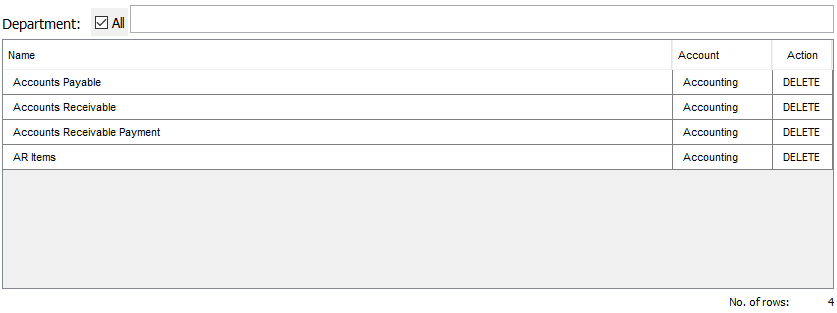 Department: All
Name Account Action
Accounts Payable Accounting DELETE
Accounts Receivable Accounting DELETE
Accounts Receivable Payment Accounting DELETE
AR Items Accounting DELETE
No. of rows: 4